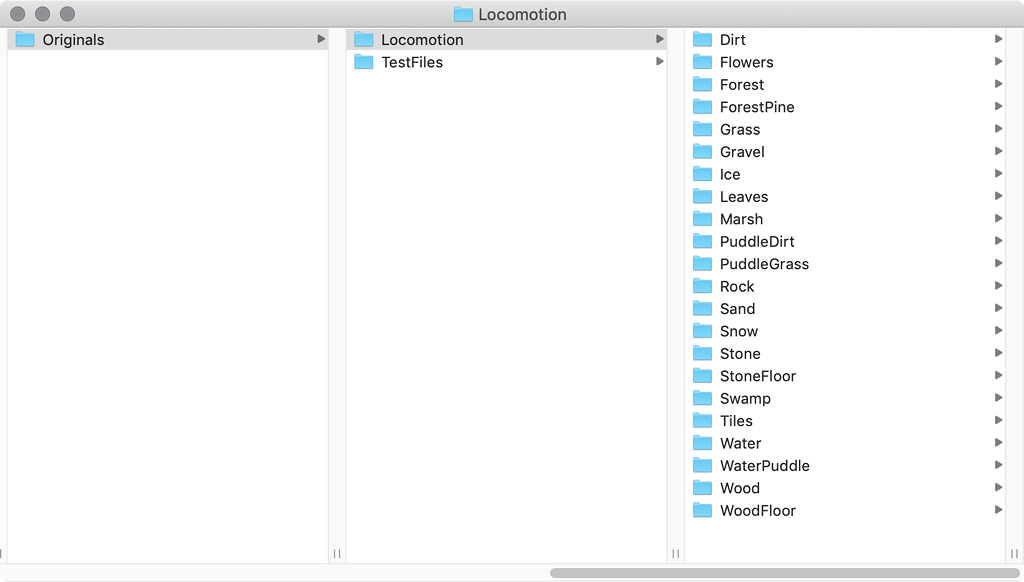 Locomotion
Originals
Locomotion
TestFiles
Dirt
Flowers
Forest
ForestPine
Grass
Gravel
Ice
Leaves
Marsh
PuddleDirt
PuddleGrass
Rock
Sand
Snow
Stone
StoneFloor
Swamp
Tiles
Water
WaterPuddle
Wood
WoodFloor